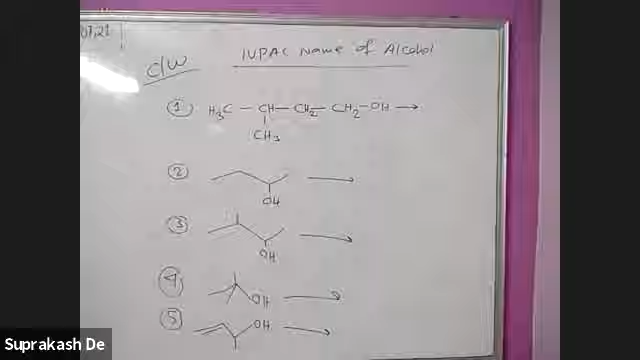 07,21
C/W
IUPAC Name of Alcohol
① H₃C — CH — CH₂ — CH₂ — OH →
CH₃
② →
OH
③ →
OH
④ OH →
⑤ OH →
Suprakash De